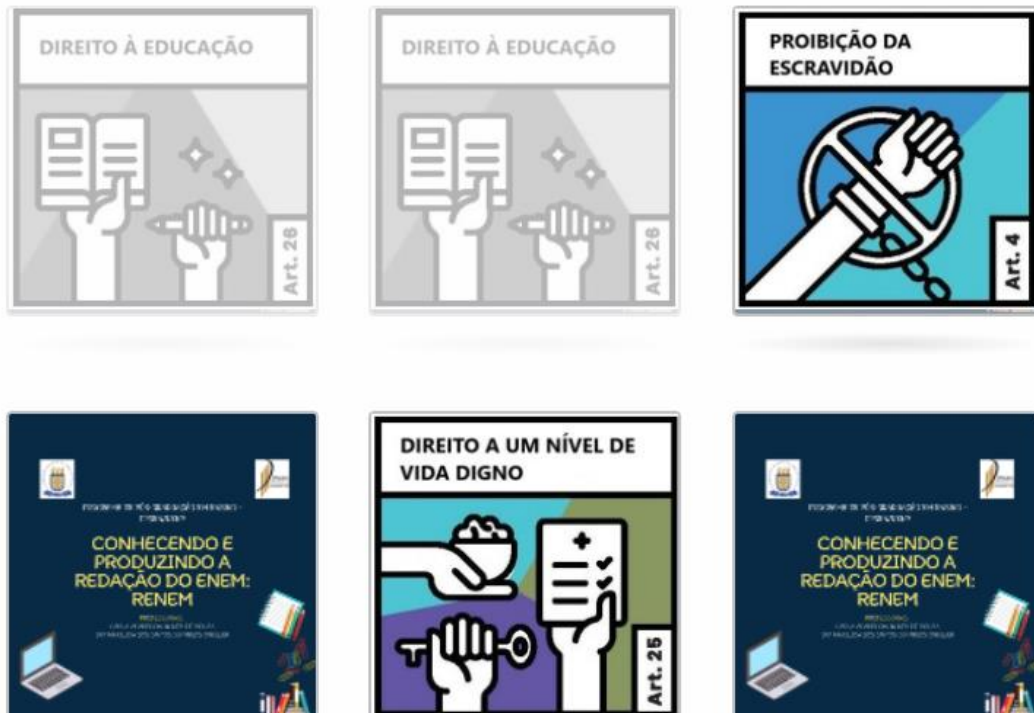 DIREITO À EDUCAÇÃO
Art. 26
DIREITO À EDUCAÇÃO
Art. 26
PROIBIÇÃO DA
ESCRAVIDÃO
Art. 4
CONHECENDO E
PRODUZINDO A
REDAÇÃO DO ENEM:
RENEM
DIREITO A UM NÍVEL DE
VIDA DIGNO
Art. 25
CONHECENDO E
PRODUZINDO A
REDAÇÃO DO ENEM:
RENEM